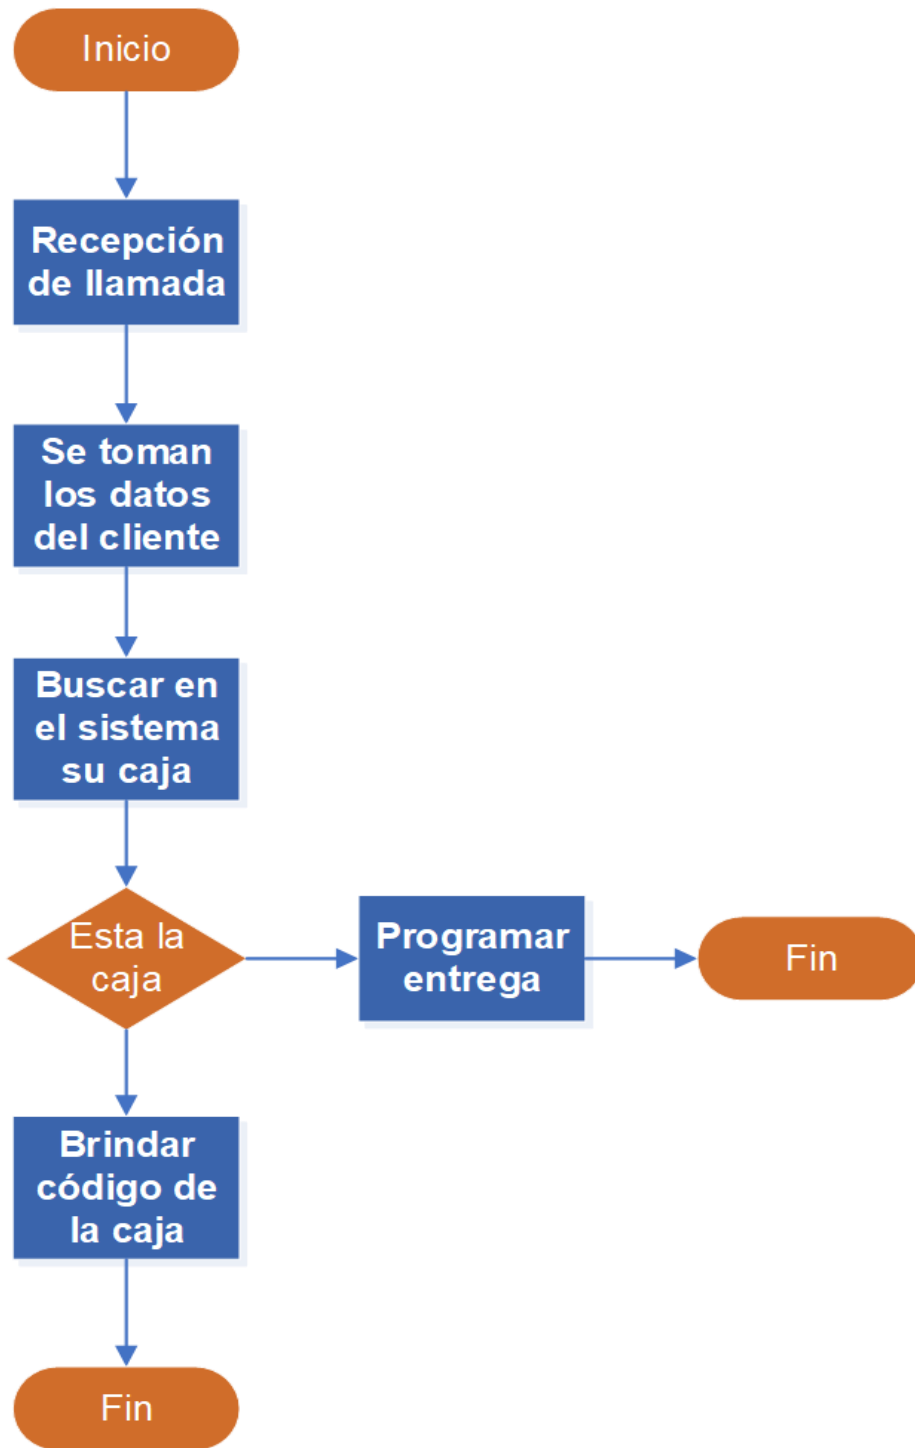 Inicio
Recepción
de llamada
Se toman
los datos
del cliente
Buscar en
el sistema
su caja
Esta la
caja
Programar
entrega
Fin
Brindar
código de
la caja
Fin